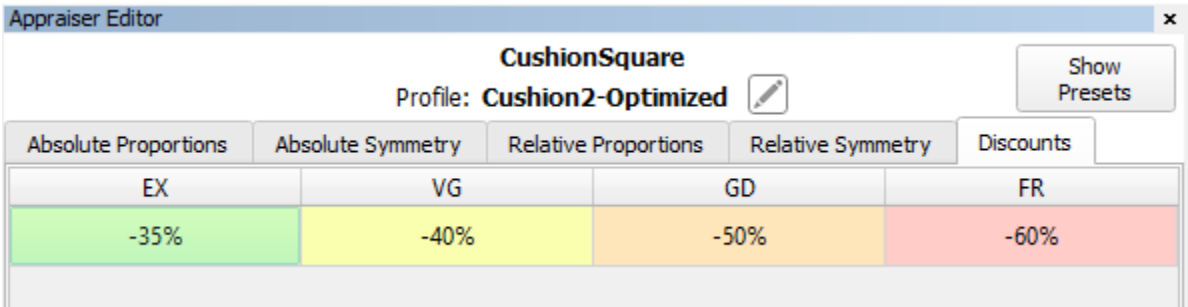 Appraiser Editor
CushionSquare
Profile: Cushion2-Optimized
Show
Presets
Absolute Proportions Absolute Symmetry Relative Proportions Relative Symmetry Discounts
EX VG GD FR
-35% -40% -50% -60%